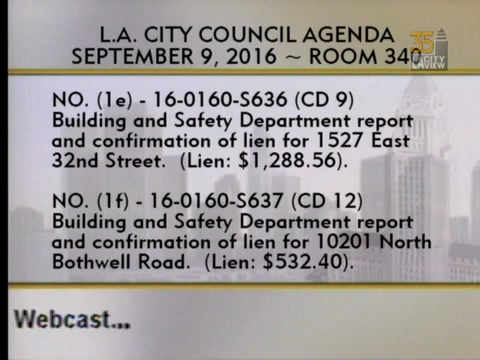 L.A. CITY COUNCIL AGENDA
SEPTEMBER 9, 2016 ~ ROOM 340
35
CITY
LAVIEW
NO. (1e) - 16-0160-S636 (CD 9)
Building and Safety Department report
and confirmation of lien for 1527 East
32nd Street.  (Lien: $1,288.56).
NO. (1f) - 16-0160-S637 (CD 12)
Building and Safety Department report
and confirmation of lien for 10201 North
Bothwell Road.  (Lien: $532.40).
Webcast...